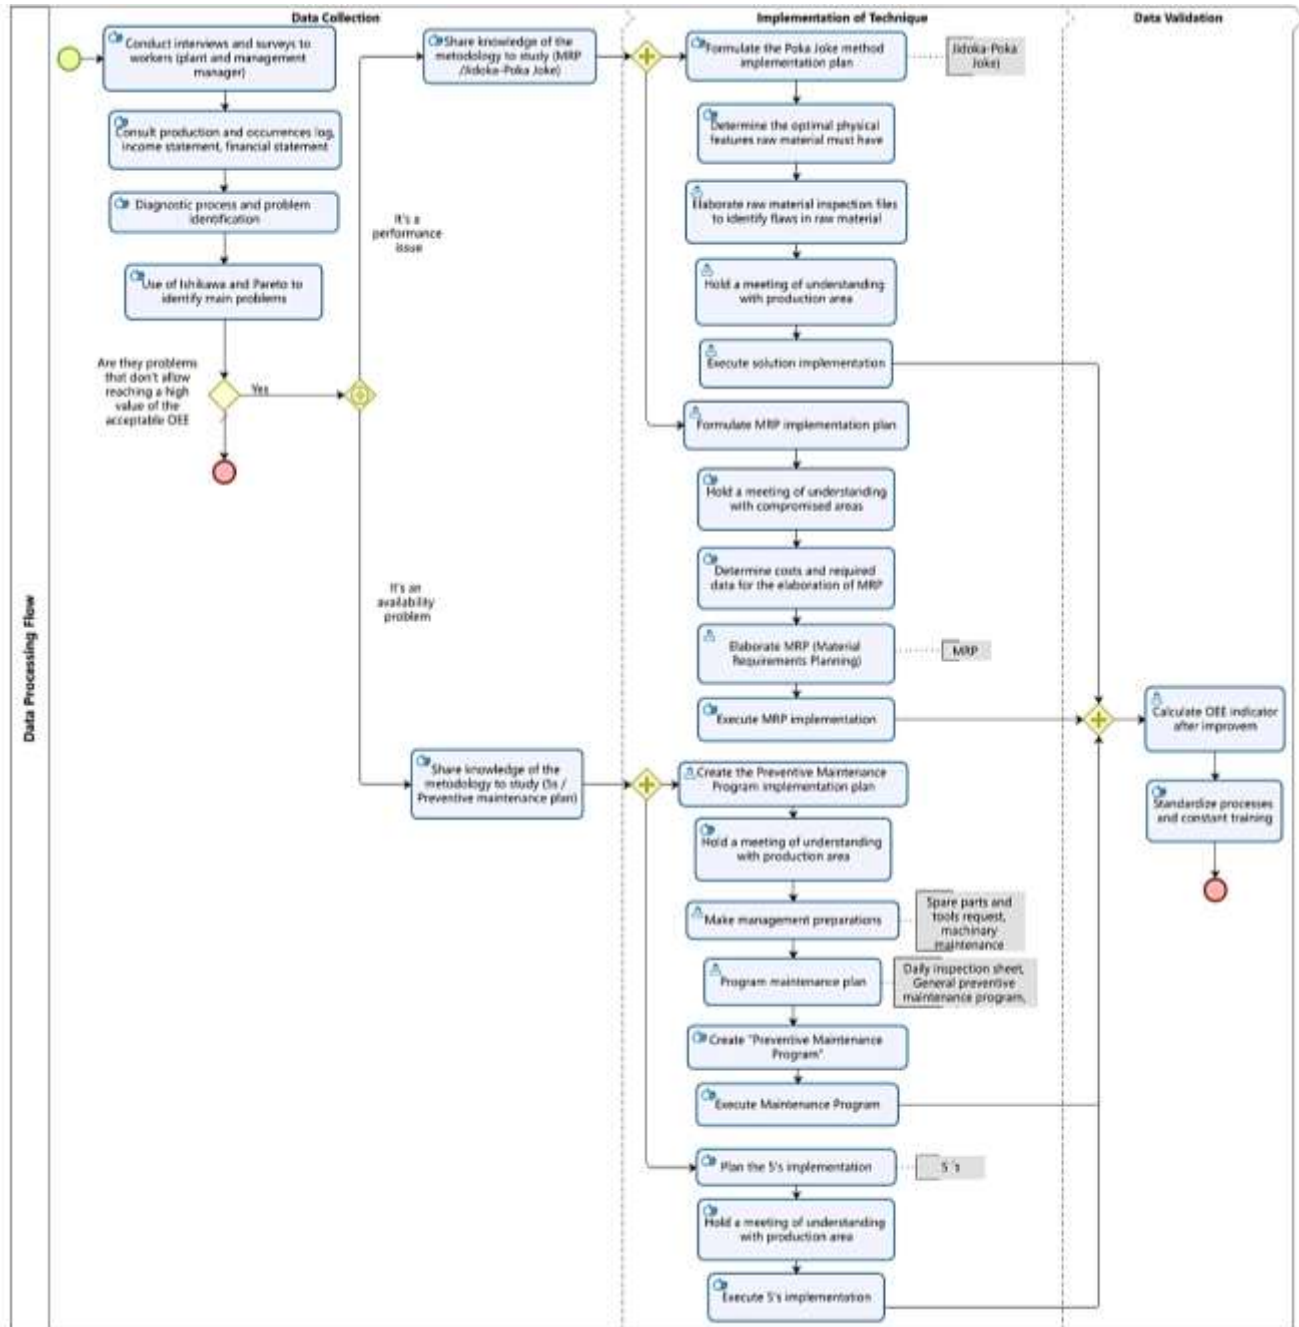 Data Collection
Implementation of Technique
Data Validation
Data Processing Flow
Conduct interviews and surveys to
workers (plant and management
manager)
Consult production and occurrences log,
income statement, financial statement
Diagnostic process and problem
identification
Use of Ishikawa and Pareto to
identify main problems
Are they problems
that don't allow
reaching a high
value of the
acceptable OEE
Yes
It's a
performance
issue
It's an
availability
problem
Share knowledge of the
methodology to study (MRP
/Jidoka-Poka Joke)
Share knowledge of the
methodology to study (5s /
Preventive maintenance plan)
Formulate the Poka Joke method
implementation plan
Jidoka-Poka
Joke)
Determine the optimal physical
features raw material must have
Elaborate raw material inspection files
to identify flaws in raw material
Hold a meeting of understanding
with production area
Execute solution implementation
Formulate MRP implementation plan
Hold a meeting of understanding
with compromised areas
Determine costs and required
data for the elaboration of MRP
Elaborate MRP (Material
Requirements Planning)
MRP
Execute MRP implementation
Create the Preventive Maintenance
Program implementation plan
Hold a meeting of understanding
with production area
Make management preparations
Spare parts and
tools request,
machinary
maintenance
Program maintenance plan
Daily inspection sheet,
General preventive
maintenance program,
Create "Preventive Maintenance
Program"
Execute Maintenance Program
Plan the 5's implementation
5 ´s
Hold a meeting of understanding
with production area
Execute 5's implementation
Calculate OEE indicator
after improvem
Standardize processes
and constant training